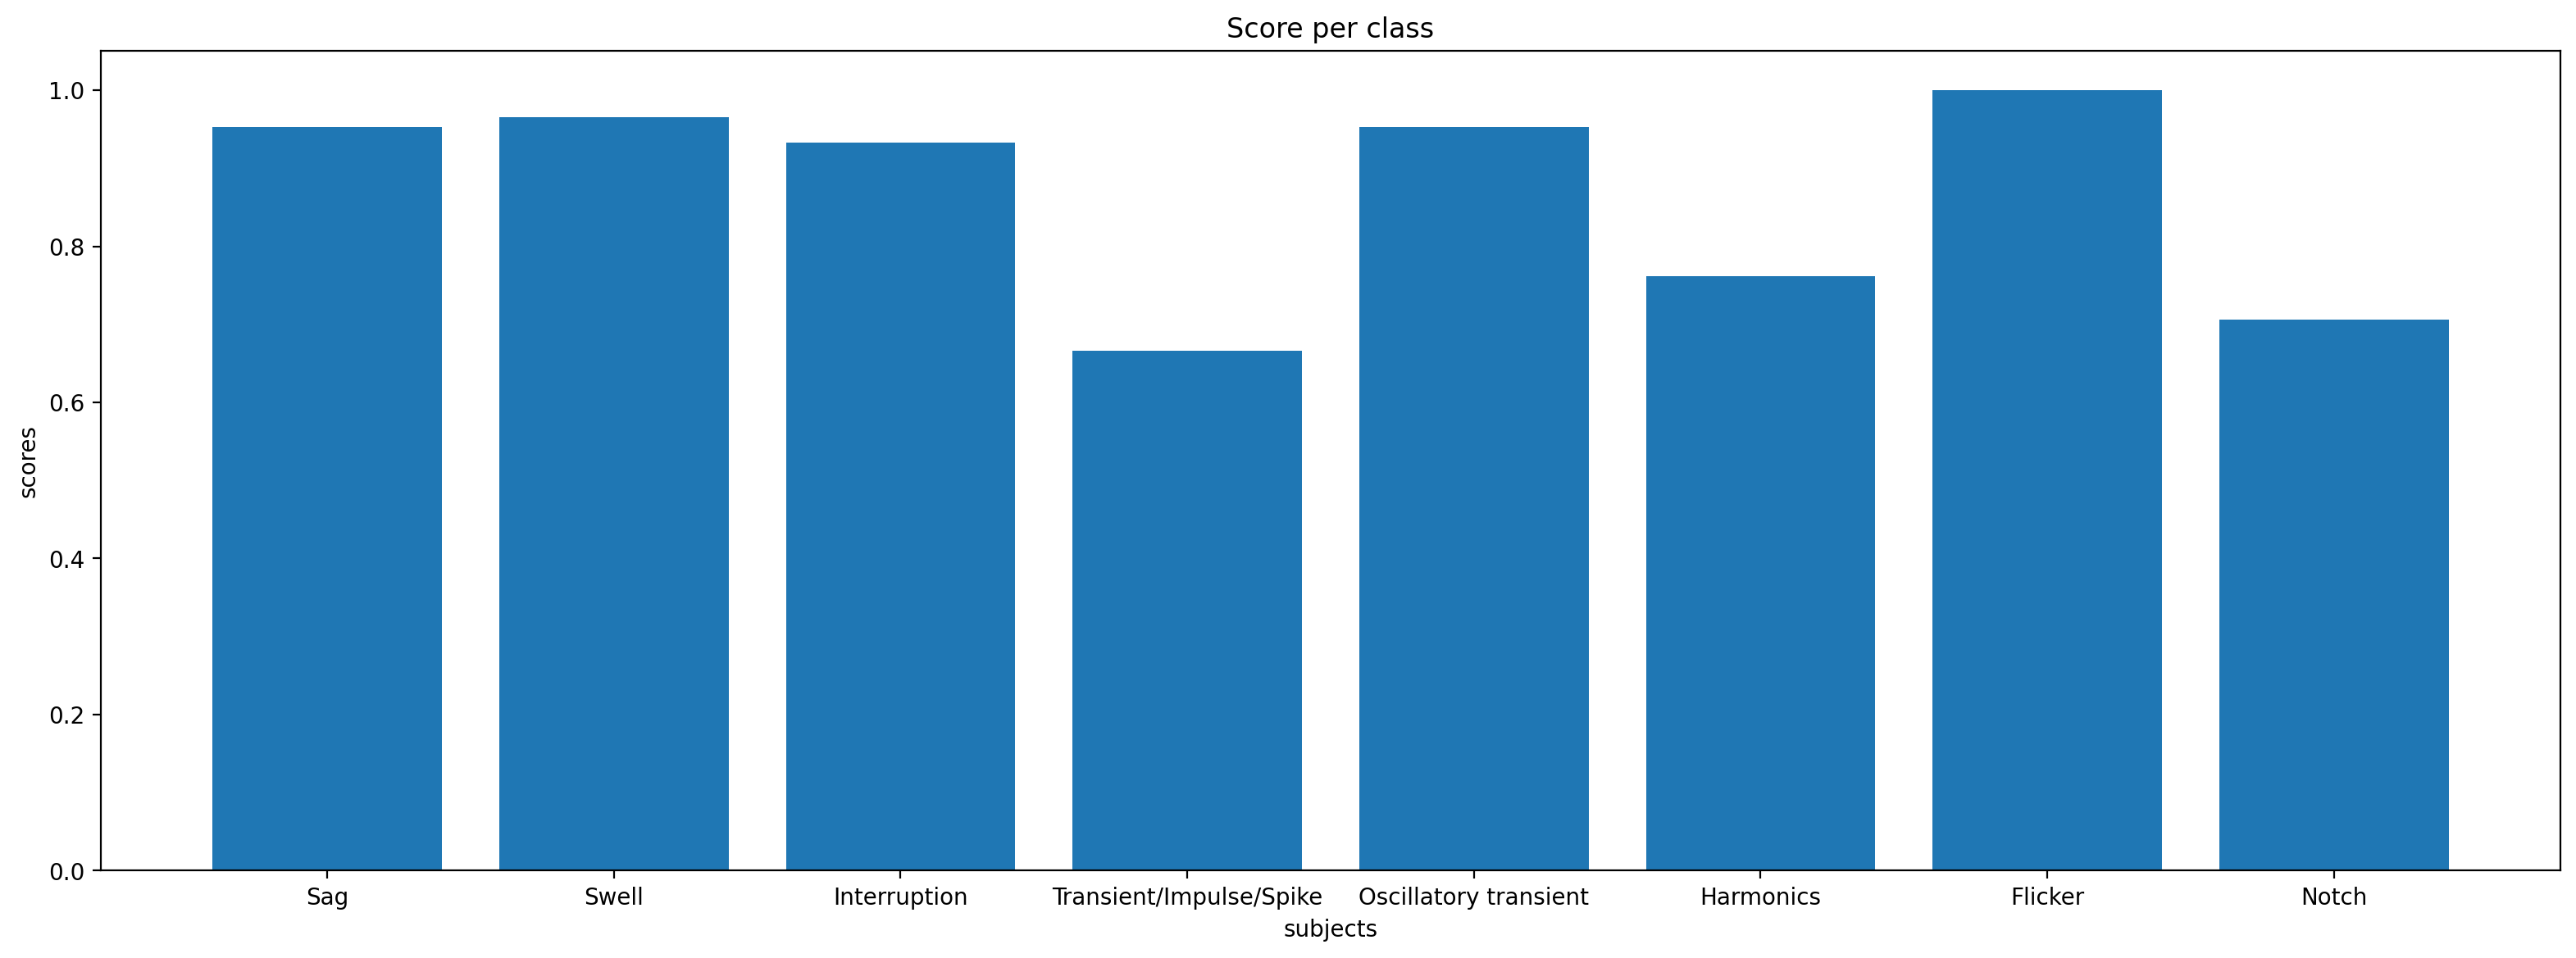 Score per class
1.0
0.8
0.6
0.4
0.2
0.0
scores
Sag Swell Interruption Transient/Impulse/Spike Oscillatory transient Harmonics Flicker Notch
subjects